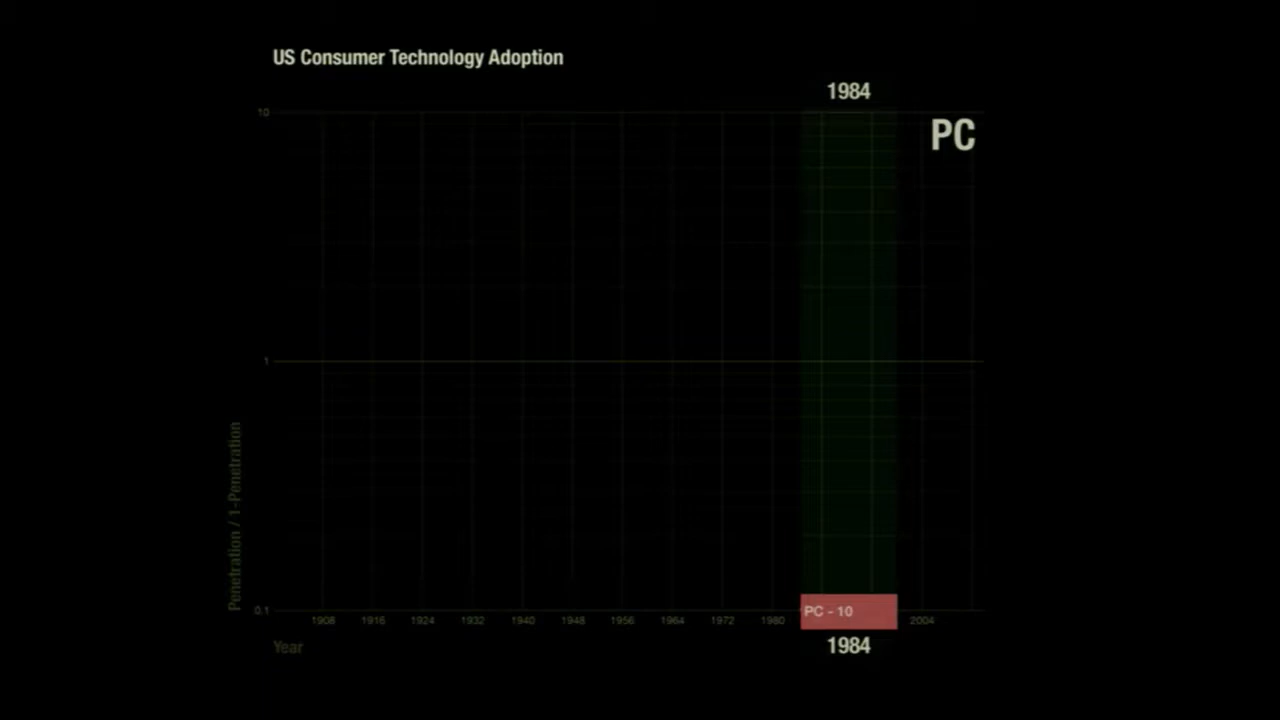 US Consumer Technology Adoption
1984
10
PC
1
Penetration / 1-Penetration
0.1
PC - 10
1908 1916 1924 1932 1940 1948 1956 1964 1972 1980 2004
1984
Year